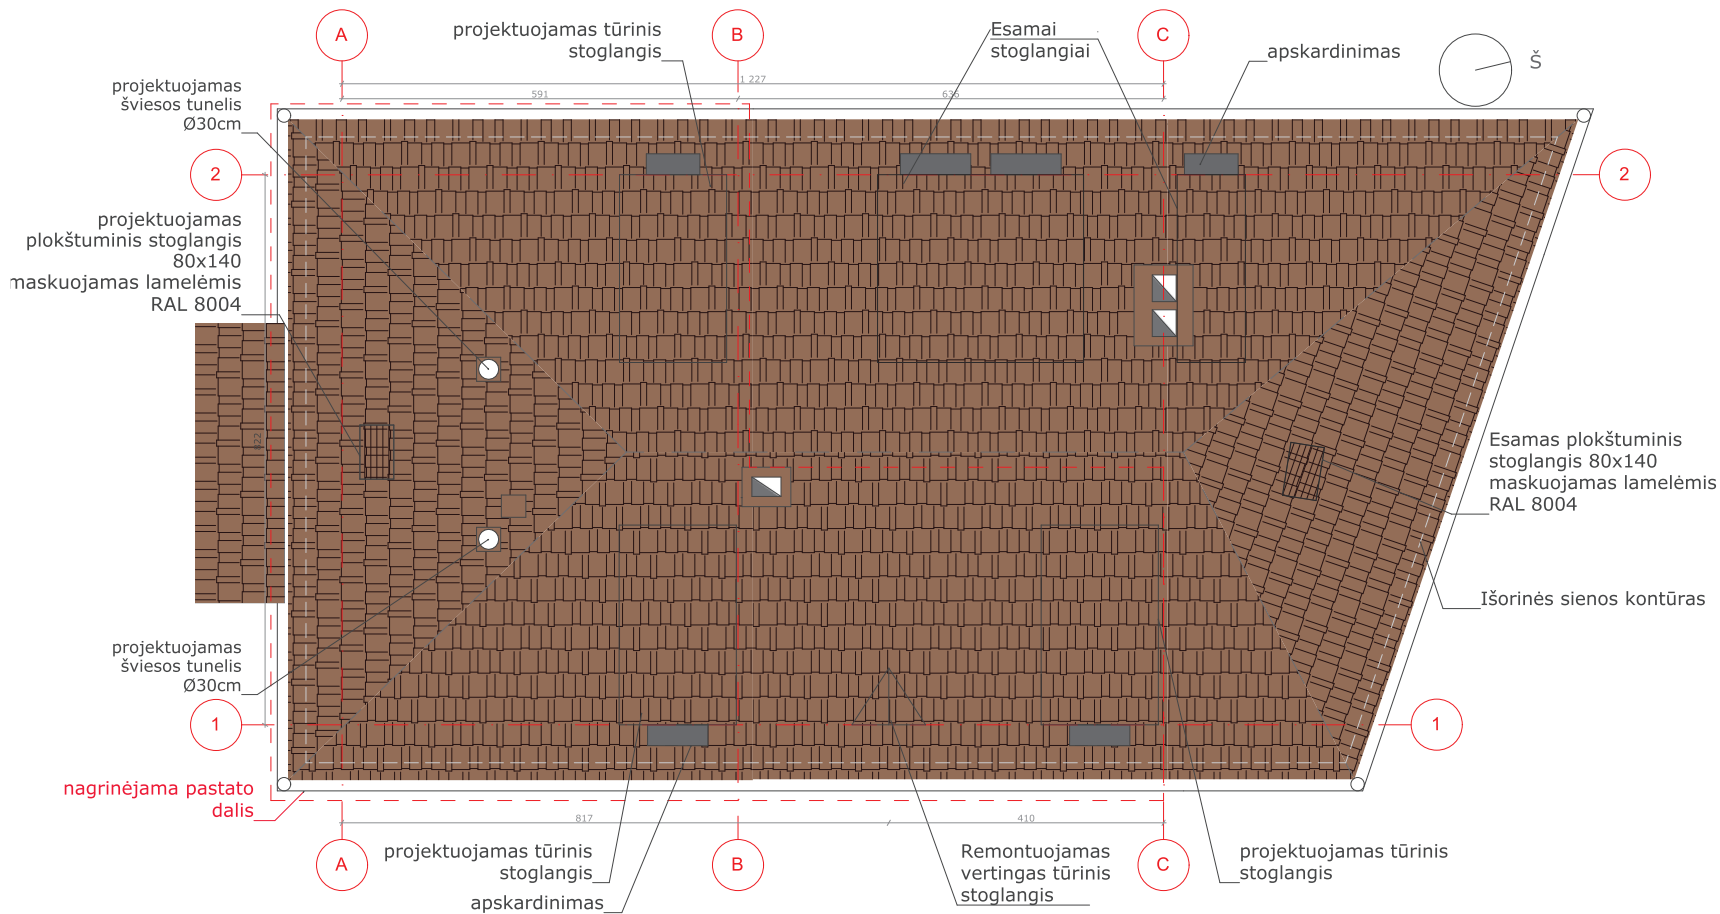 A
B
C
projektuojamas tūrinis
stoglangis
Esamai
stoglangiai
apskardinimas
Š
projektuojamas
šviesos tunelis
Ø30cm
1 227
591
636
2
2
projektuojamas
plokštuminis stoglangis
80x140
maskuojamas lamelėmis
RAL 8004
822
Esamas plokštuminis
stoglangis 80x140
maskuojamas lamelėmis
RAL 8004
Išorinės sienos kontūras
projektuojamas
šviesos tunelis
Ø30cm
1
1
nagrinėjama pastato
dalis
817
410
A
B
C
projektuojamas tūrinis
stoglangis
apskardinimas
Remontuojamas
vertingas tūrinis
stoglangis
projektuojamas tūrinis
stoglangis